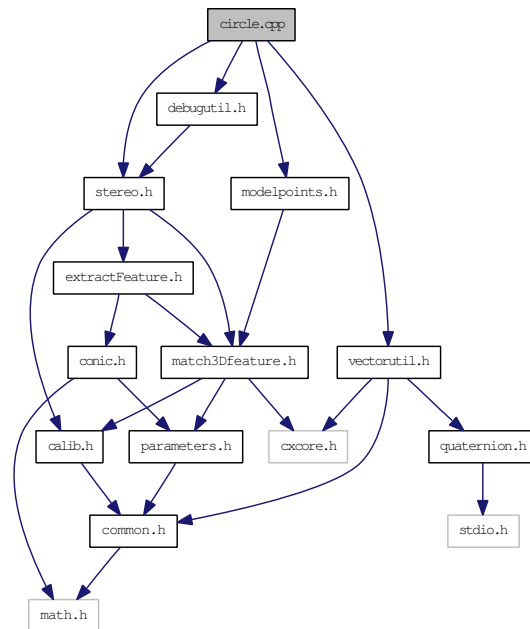 circle.cpp
debugutil.h
stereo.h
modelpoints.h
extractFeature.h
conic.h
match3Dfeature.h
vectorutil.h
calib.h
parameters.h
cxcore.h
quaternion.h
common.h
stdio.h
math.h